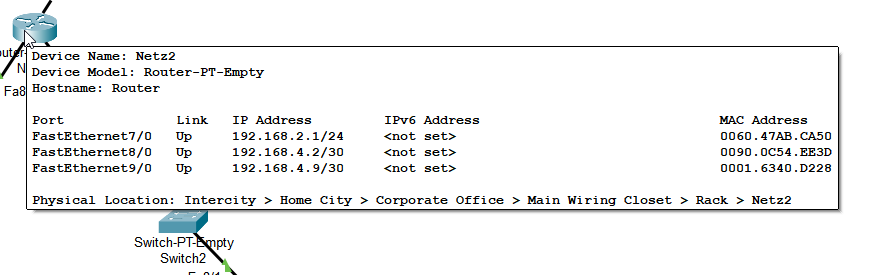 Device Name: Netz2
Device Model: Router-PT-Empty
Hostname: Router
Port Link IP Address IPv6 Address MAC Address
FastEthernet7/0 Up 192.168.2.1/24 <not set> 0060.47AB.CA50
FastEthernet8/0 Up 192.168.4.2/30 <not set> 0090.0C54.EE3D
FastEthernet9/0 Up 192.168.4.9/30 <not set> 0001.6340.D228
Physical Location: Intercity > Home City > Corporate Office > Main Wiring Closet > Rack > Netz2
Fa8
Switch-PT-Empty
Switch2